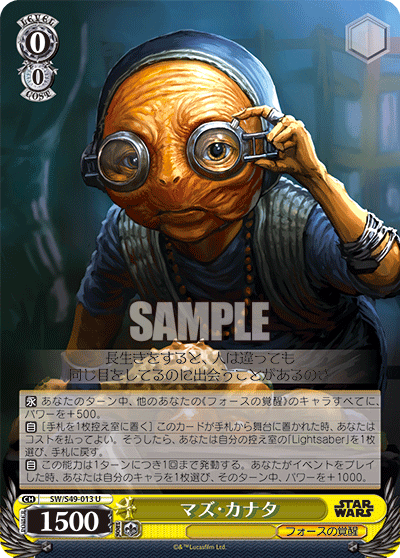 LEVEL
0
0
COST
SAMPLE
長生きをすると、人は違っても
同じ目をしてるのに出会うことがあるのさ
永 あなたのターン中、他のあなたの《フォースの覚醒》のキャラすべてに、
パワーを+500。
自 [手札を1枚控え室に置く] このカードが手札から舞台に置かれた時、あなたは
コストを払ってよい。そうしたら、あなたは自分の控え室の「Lightsaber」を1枚
選び、手札に戻す。
自 この能力は1ターンにつき1回まで発動する。あなたがイベントをプレイ
した時、あなたは自分のキャラを1枚選び、そのターン中、パワーを+1000。
CH SW/S49-013 U
POWER
1500
マズ・カナタ
フォースの覚醒
STAR
WARS
©&™Lucasfilm Ltd.